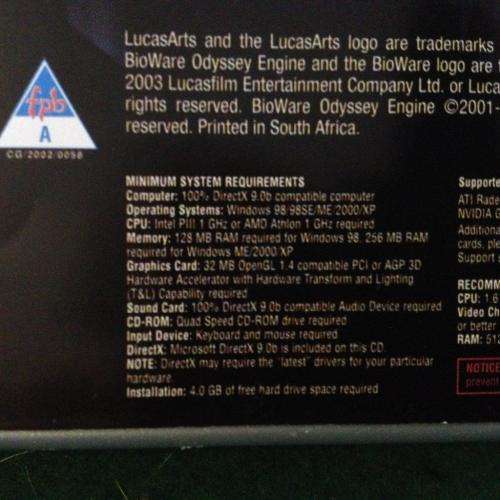 LucasArts and the LucasArts logo are trademarks
BioWare Odyssey Engine and the BioWare logo are
2003 Lucasfilm Entertainment Company Ltd. or Luca
rights reserved. BioWare Odyssey Engine ©2001-
reserved. Printed in South Africa.
fpb
A
CG/2002/0056
MINIMUM SYSTEM REQUIREMENTS
Computer: 100% DirectX 9.0b compatible computer
Operating Systems: Windows 98/98SE/ME/2000/XP
CPU: Intel PIII 1 GHz or AMD Athlon 1 GHz required
Memory: 128 MB RAM required for Windows 98, 256 MB RAM
required for Windows ME/2000/XP
Graphics Card: 32 MB OpenGL 1.4 compatible PCI or AGP 3D
Hardware Accelerator with Hardware Transform and Lighting
(T&L) Capability required
Sound Card: 100% DirectX 9.0b compatible Audio Device required
CD-ROM: Quad Speed CD-ROM drive required
Input Device: Keyboard and mouse required
DirectX: Microsoft DirectX 9.0b is included on this CD
NOTE: DirectX may require the "latest" drivers for your particular
hardware.
Installation: 4.0 GB of free hard drive space required
Supporte
ATI Rade
NVIDIA
Additiona
cards, ple
Support
RECOMM
CPU: 1.6
Video Ch
or better
RAM: 512
NOTICE
prevent